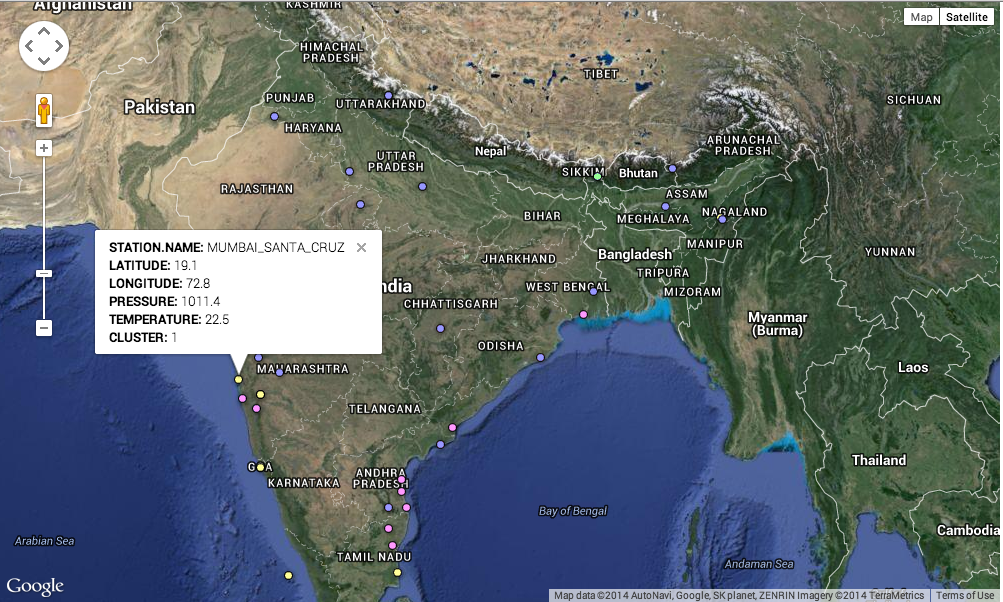 Afghanistan
KASHMIR
Map
Satellite
HIMACHAL
PRADESH
TIBET
PUNJAB
UTTARAKHAND
Pakistan
SICHUAN
HARYANA
ARUNACHAL
PRADESH
Nepal
UTTAR
PRADESH
SIKKIM
Bhutan
RAJASTHAN
ASSAM
BIHAR
MEGHALAYA
NAGALAND
MANIPUR
Bangladesh
YUNNAN
JHARKHAND
TRIPURA
WEST BENGAL
MIZORAM
STATION.NAME: MUMBAI_SANTA_CRUZ
LATITUDE: 19.1
LONGITUDE: 72.8
PRESSURE: 1011.4
TEMPERATURE: 22.5
CLUSTER: 1
ndia
CHHATTISGARH
Myanmar
(Burma)
ODISHA
MAHARASHTRA
Laos
TELANGANA
GOA
KARNATAKA
ANDHRA
PRADESH
Thailand
Bay of Bengal
Cambodia
Arabian Sea
TAMIL NADU
Andaman Sea
Google
Map data ©2014 AutoNavi, Google, SK planet, ZENRIN Imagery ©2014 TerraMetrics
Terms of Use